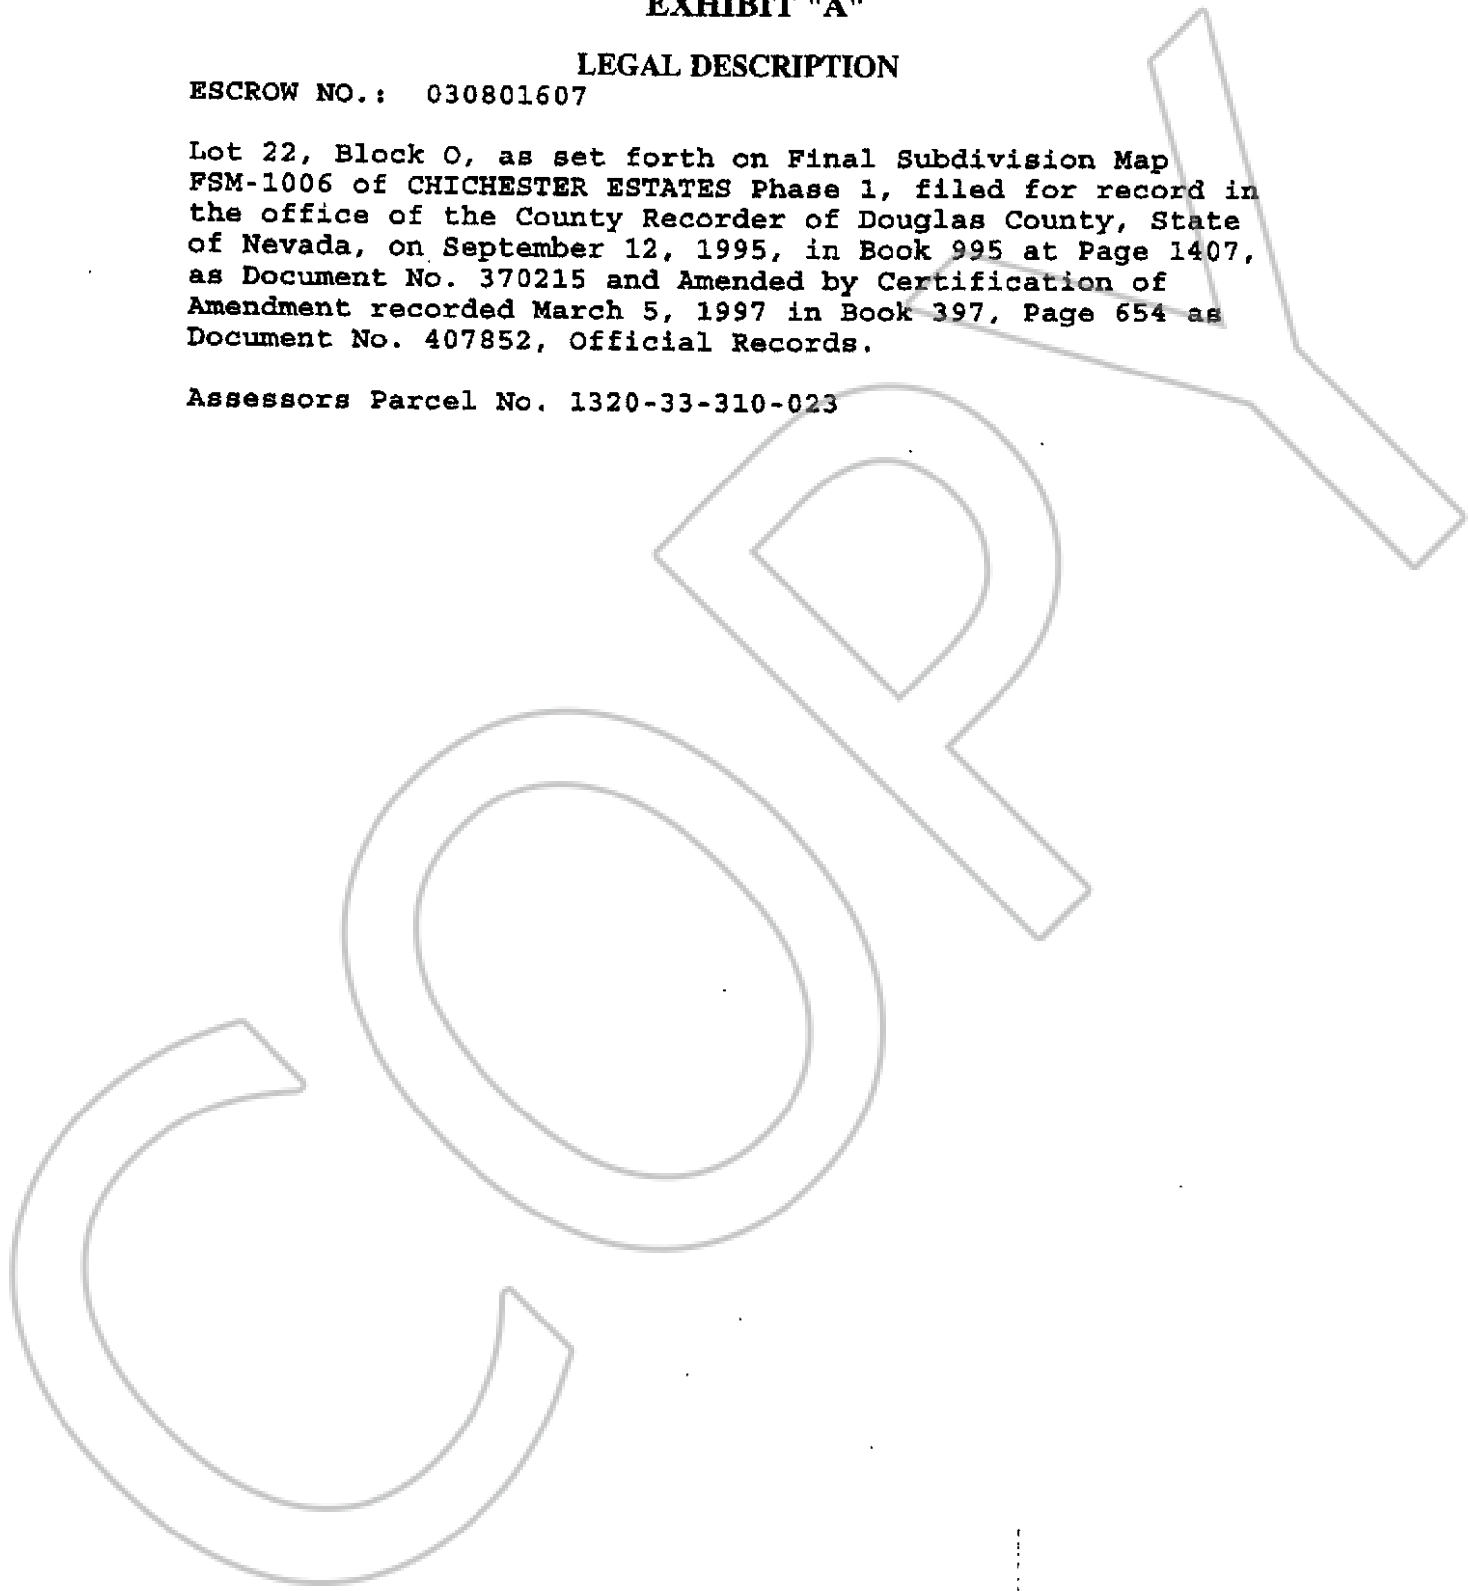 EXHIBIT "A"
LEGAL DESCRIPTION
ESCROW NO.: 030801607
Lot 22, Block O, as set forth on Final Subdivision Map
FSM-1006 of CHICHESTER ESTATES Phase 1, filed for record in
the office of the County Recorder of Douglas County, State
of Nevada, on September 12, 1995, in Book 995 at Page 1407,
as Document No. 370215 and Amended by Certification of
Amendment recorded March 5, 1997 in Book 397, Page 654 as
Document No. 407852, Official Records.
Assessors Parcel No. 1320-33-310-023
COPY